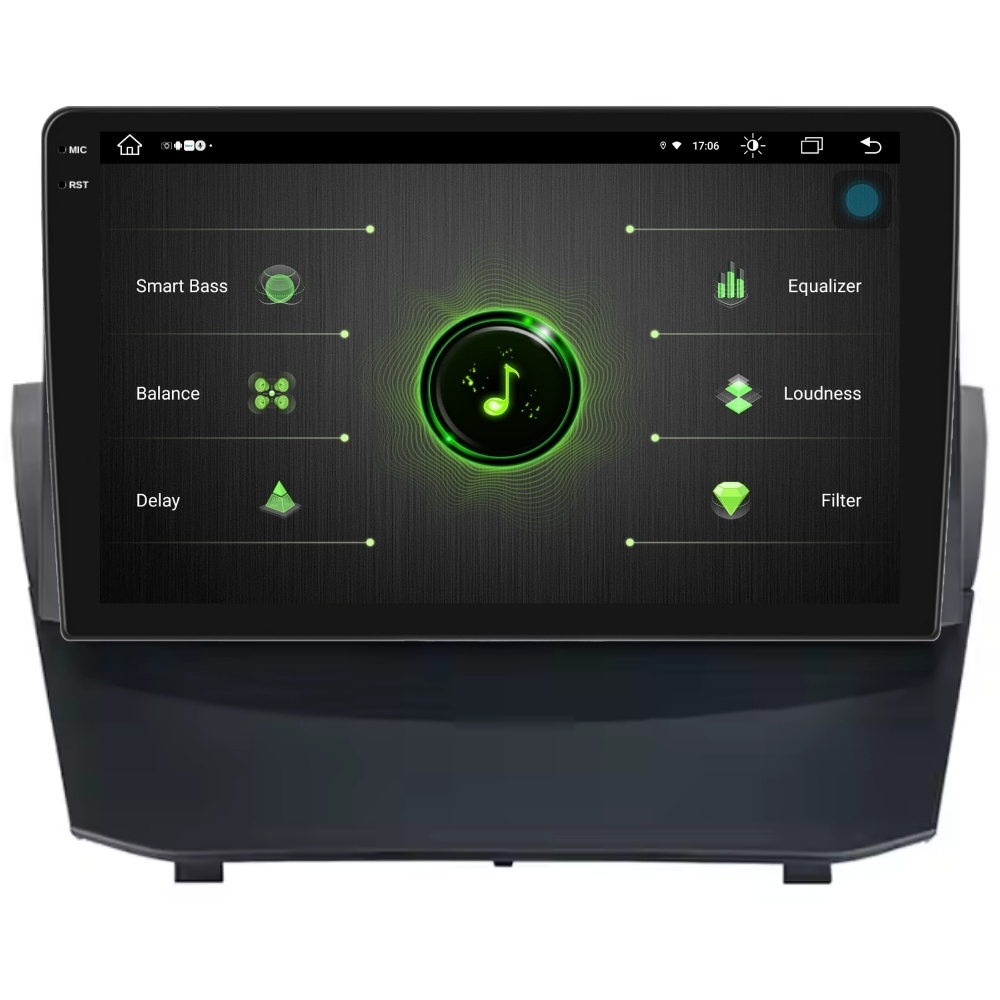 MIC
17:06
RST
Smart Bass
Equalizer
Balance
Loudness
Delay
Filter